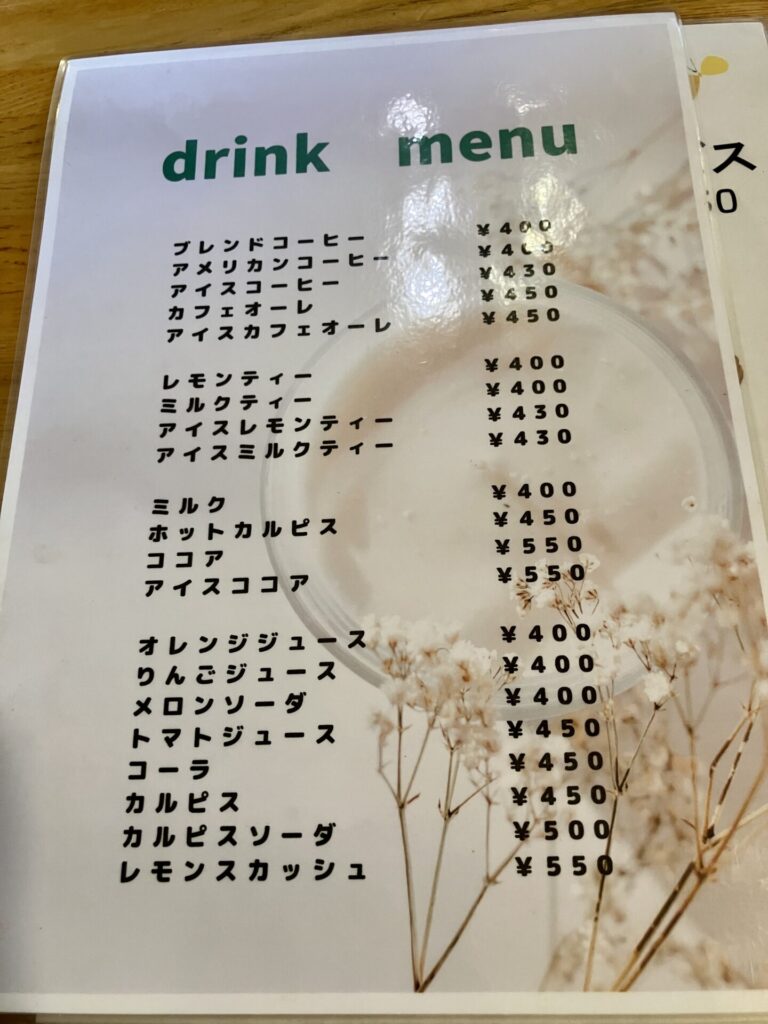 drink menu
ブレンドコーヒー ¥400
アメリカンコーヒー ¥400
アイスコーヒー ¥430
カフェオーレ ¥450
アイスカフェオーレ ¥450
レモンティー ¥400
ミルクティー ¥400
アイスレモンティー ¥430
アイスミルクティー ¥430
ミルク ¥400
ホットカルピス ¥450
ココア ¥550
アイスココア ¥550
オレンジジュース ¥400
りんごジュース ¥400
メロンソーダ ¥400
トマトジュース ¥450
コーラ ¥450
カルピス ¥450
カルピスソーダ ¥500
レモンスカッシュ ¥550